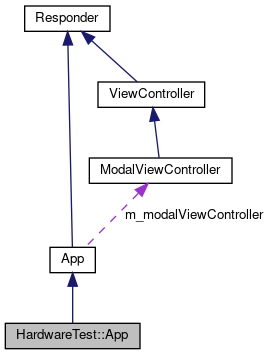 Responder
ViewController
ModalViewController
m_modalViewController
App
HardwareTest::App